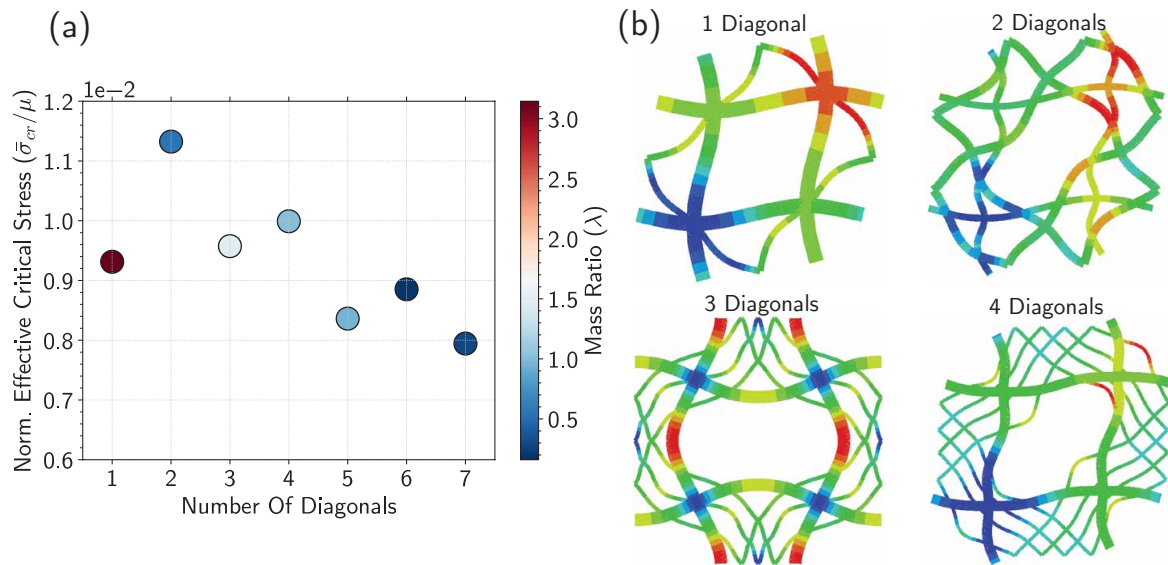 (a)
1e−2
1.2
1.1
1.0
0.9
0.8
0.7
0.6
Norm. Effective Critical Stress (σ̄cr/μ)
1 2 3 4 5 6 7
Number Of Diagonals
3.0
2.5
2.0
1.5
1.0
0.5
Mass Ratio (λ)
(b)
1 Diagonal
2 Diagonals
3 Diagonals
4 Diagonals